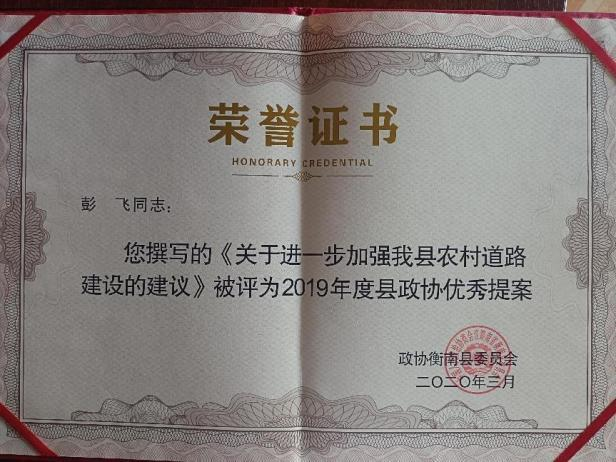 荣誉证书
HONORARY CREDENTIAL
彭 飞同志：
您撰写的《关于进一步加强我县农村道路
建设的建议》被评为2019年度县政协优秀提案
政协衡南县委员会
二〇二〇年三月